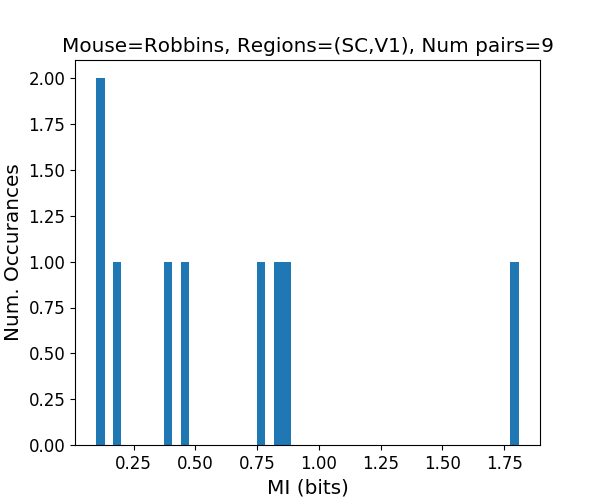 Mouse=Robbins, Regions=(SC,V1), Num pairs=9
2.00
1.75
1.50
1.25
1.00
0.75
0.50
0.25
0.00
Num. Occurances
0.25 0.50 0.75 1.00 1.25 1.50 1.75
MI (bits)